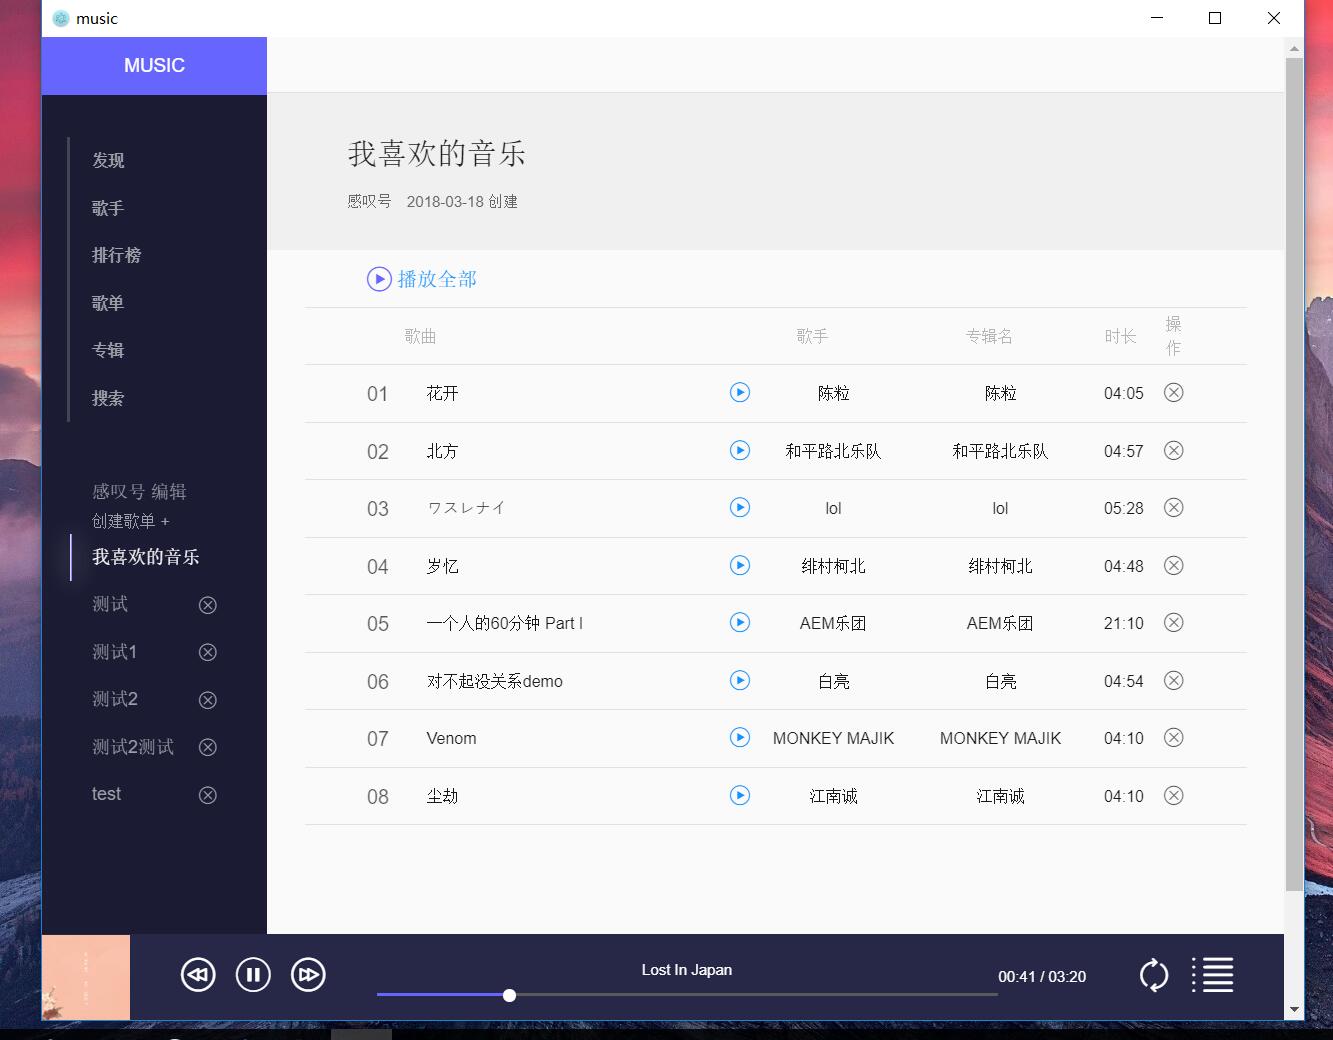 music
MUSIC
发现
歌手
排行榜
歌单
专辑
搜索
感叹号 编辑
创建歌单 +
我喜欢的音乐
测试
测试1
测试2
测试2测试
test
我喜欢的音乐
感叹号 2018-03-18 创建
播放全部
歌曲 歌手 专辑名 时长 操作
01 花开 陈粒 陈粒 04:05
02 北方 和平路北乐队 和平路北乐队 04:57
03 ワスレナイ lol lol 05:28
04 岁忆 绯村柯北 绯村柯北 04:48
05 一个人的60分钟 Part I AEM乐团 AEM乐团 21:10
06 对不起没关系demo 白亮 白亮 04:54
07 Venom MONKEY MAJIK MONKEY MAJIK 04:10
08 尘劫 江南诚 江南诚 04:10
Lost In Japan
00:41 / 03:20